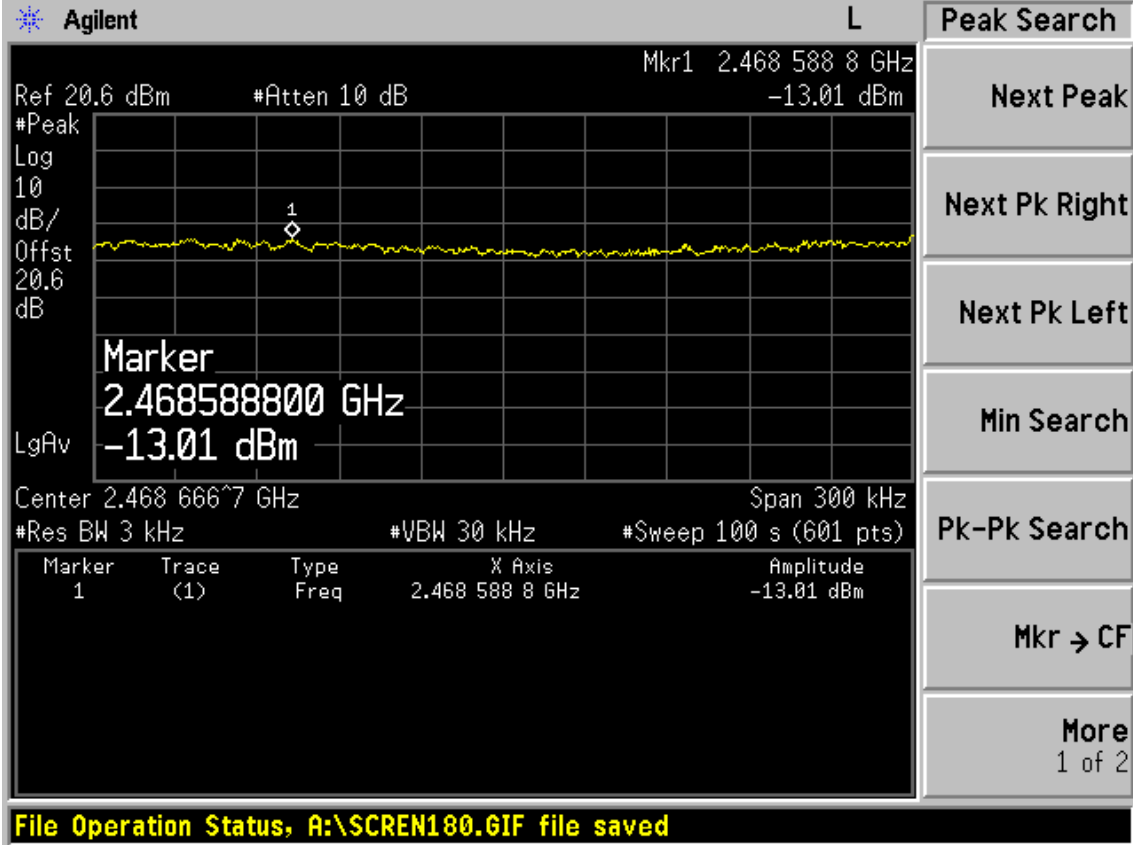 Agilent L Peak Search
Mkr1 2.468 588 8 GHz
Ref 20.6 dBm #Atten 10 dB -13.01 dBm
#Peak
Log
10
dB/
Offst
20.6
dB
1
Marker
2.468588800 GHz
-13.01 dBm
LgAv
Center 2.468 666^7 GHz Span 300 kHz
#Res BW 3 kHz #VBW 30 kHz #Sweep 100 s (601 pts)
Marker Trace Type X Axis Amplitude
1 (1) Freq 2.468 588 8 GHz -13.01 dBm
Next Peak
Next Pk Right
Next Pk Left
Min Search
Pk-Pk Search
Mkr → CF
More
1 of 2
File Operation Status, A:\SCREN180.GIF file saved